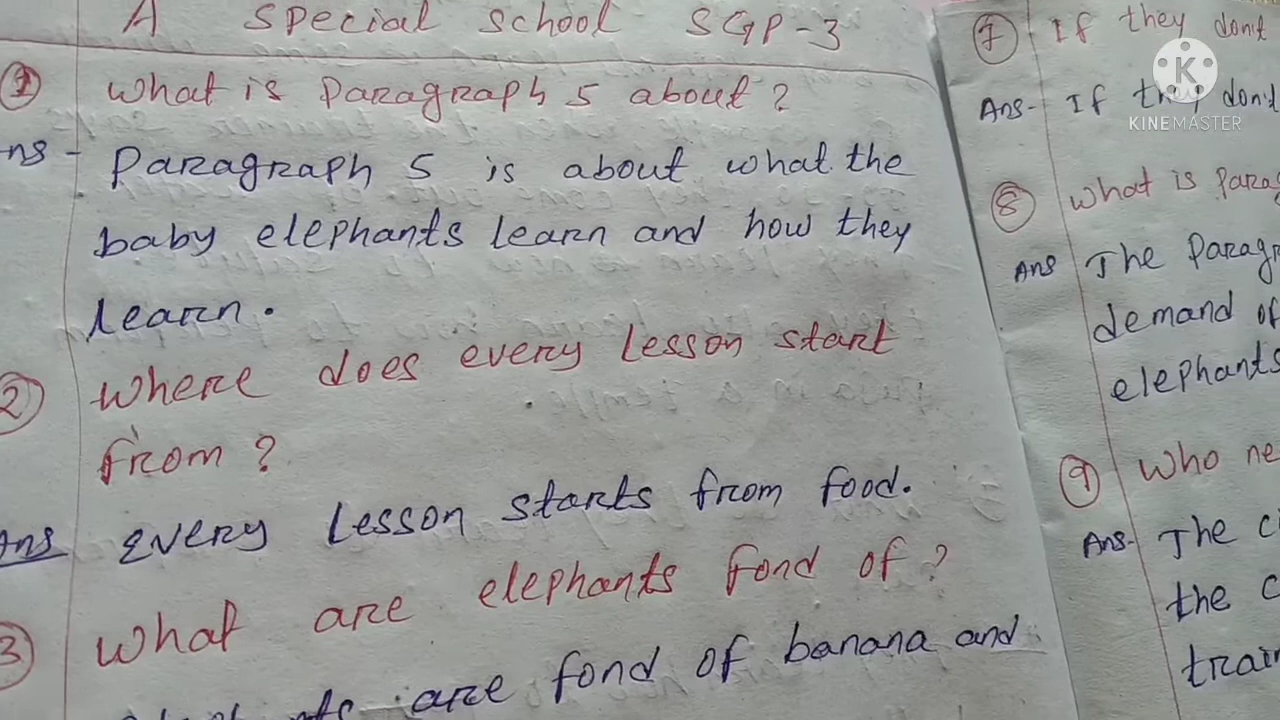 A special school SGP-3
1 What is Paragraph 5 about?
ns - Paragraph 5 is about what the
baby elephants learn and how they
learn.
2 Where does every lesson start
from?
Ans Every lesson starts from food.
3 What are elephants fond of?
are fond of banana and
7 If they don't
Ans- If they don't
8 What is
Ans The
demand of
elephants
9 Who
Ans- The
the
KINEMASTER